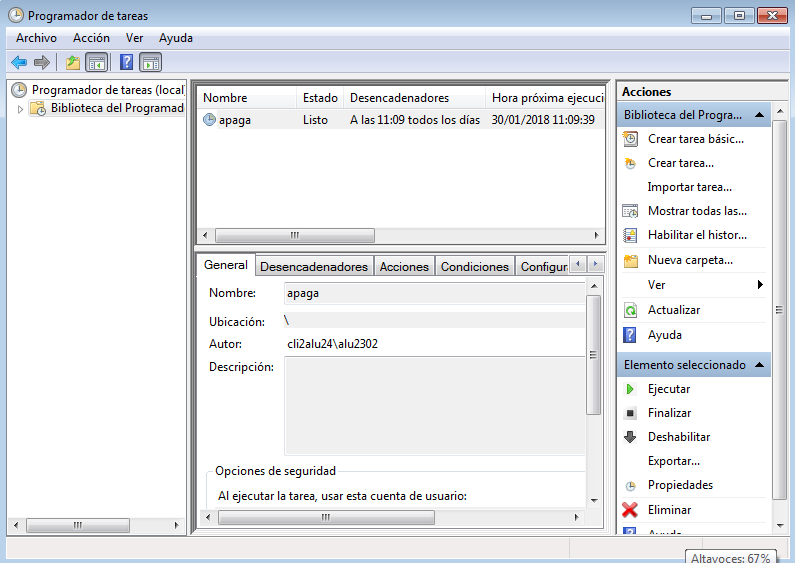 Programador de tareas
Archivo Acción Ver Ayuda
Programador de tareas (local
Biblioteca del Programad
Nombre Estado Desencadenadores Hora próxima ejecuci
apaga Listo A las 11:09 todos los días 30/01/2018 11:09:39
General Desencadenadores Acciones Condiciones Configur
Nombre: apaga
Ubicación: \
Autor: cli2alu24\alu2302
Descripción:
Opciones de seguridad
Al ejecutar la tarea, usar esta cuenta de usuario:
Acciones
Biblioteca del Progra...
Crear tarea básic...
Crear tarea...
Importar tarea...
Mostrar todas las...
Habilitar el histor...
Nueva carpeta...
Ver
Actualizar
Ayuda
Elemento seleccionado
Ejecutar
Finalizar
Deshabilitar
Exportar...
Propiedades
Eliminar
Ayuda
Altavoces: 67%